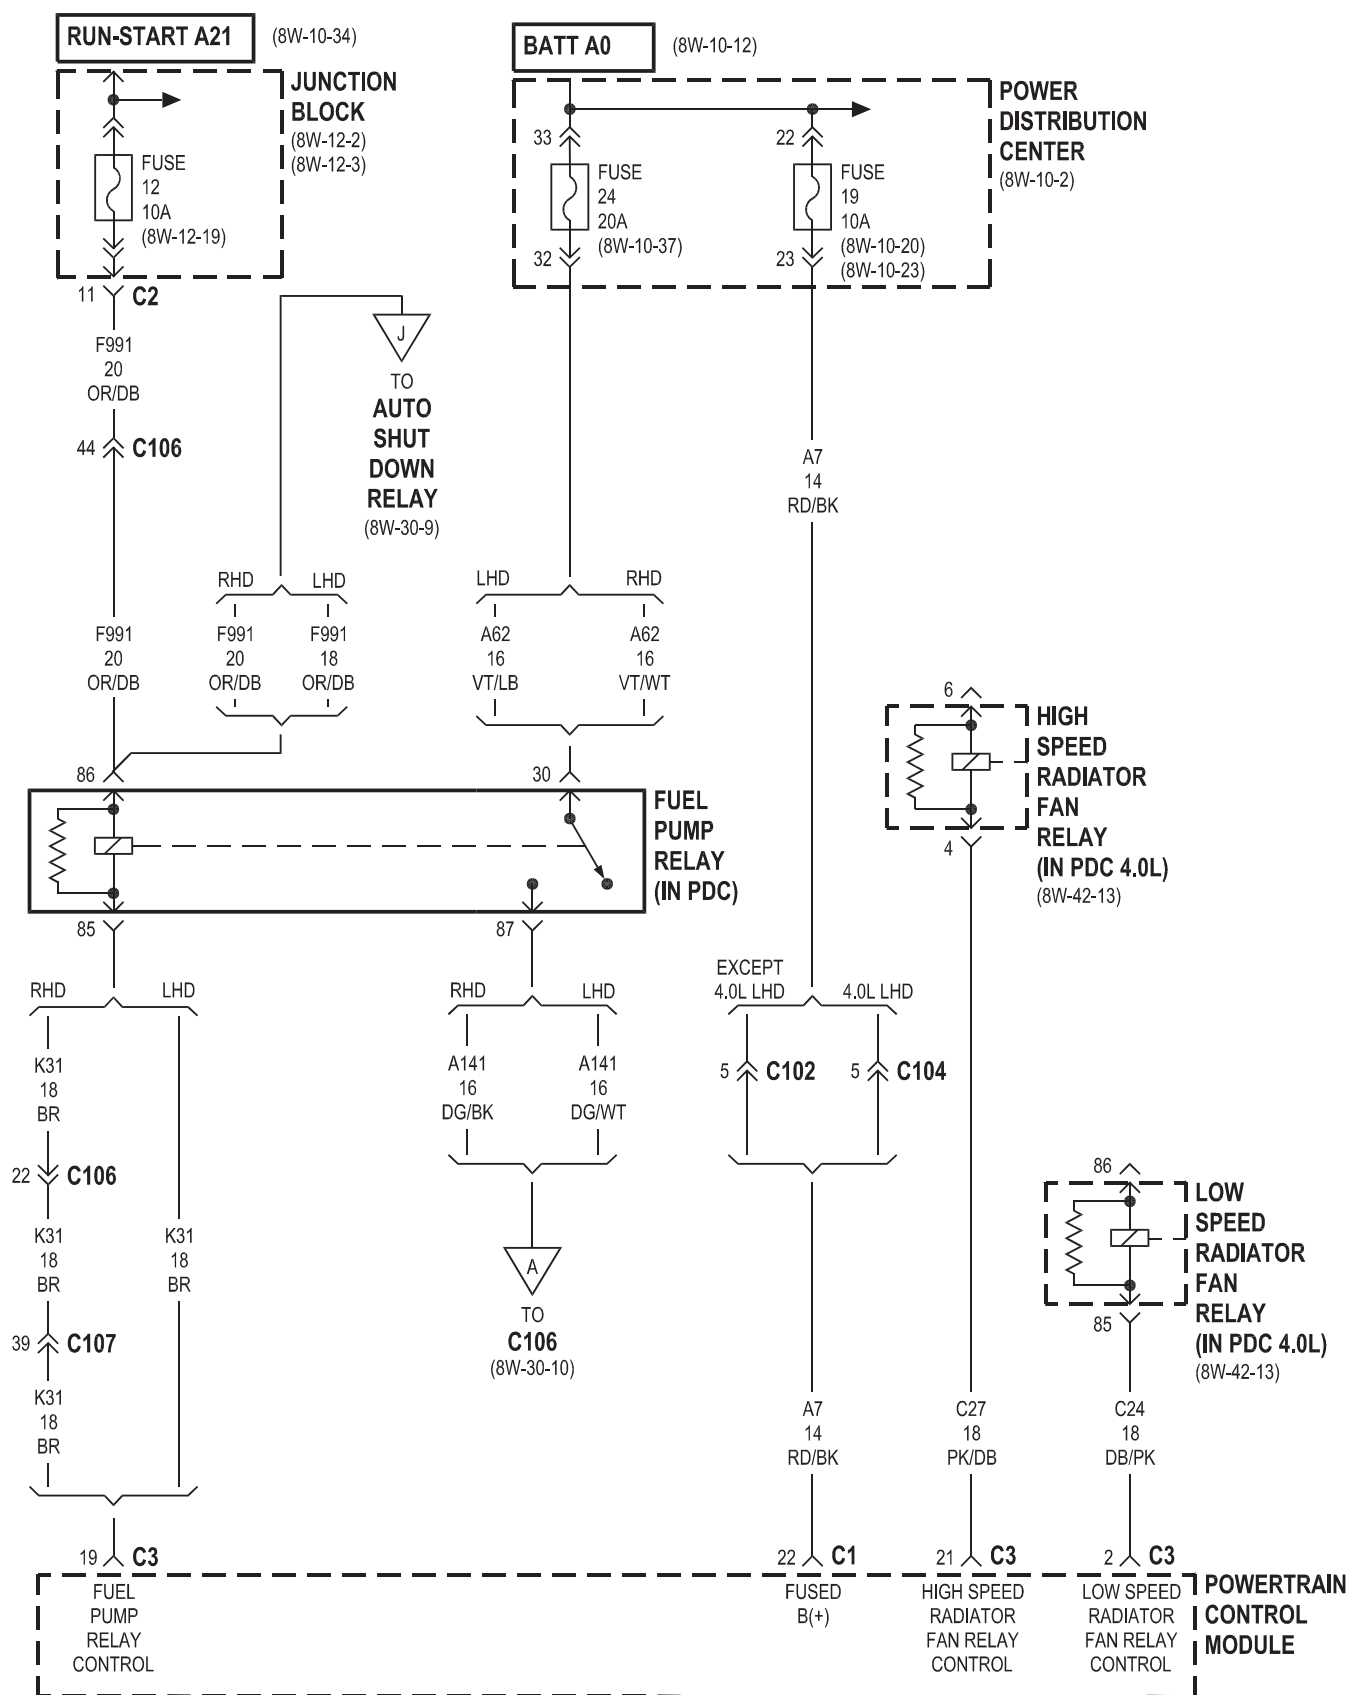 RUN-START A21
(8W-10-34)
BATT A0
(8W-10-12)
JUNCTION
BLOCK
(8W-12-2)
(8W-12-3)
FUSE
12
10A
(8W-12-19)
11
C2
F991
20
OR/DB
44
C106
F991
20
OR/DB
POWER
DISTRIBUTION
CENTER
(8W-10-2)
33
FUSE
24
20A
(8W-10-37)
32
22
FUSE
19
10A
(8W-10-20)
(8W-10-23)
23
J
TO
AUTO
SHUT
DOWN
RELAY
(8W-30-9)
A7
14
RD/BK
RHD
LHD
F991
20
OR/DB
F991
18
OR/DB
LHD
RHD
A62
16
VT/LB
A62
16
VT/WT
86
30
FUEL
PUMP
RELAY
(IN PDC)
85
87
6
HIGH
SPEED
RADIATOR
FAN
RELAY
(IN PDC 4.0L)
(8W-42-13)
4
RHD
LHD
K31
18
BR
22
C106
K31
18
BR
39
C107
K31
18
BR
K31
18
BR
RHD
LHD
A141
16
DG/BK
A141
16
DG/WT
A
TO
C106
(8W-30-10)
EXCEPT
4.0L LHD
4.0L LHD
5
C102
5
C104
86
LOW
SPEED
RADIATOR
FAN
RELAY
(IN PDC 4.0L)
(8W-42-13)
85
A7
14
RD/BK
C27
18
PK/DB
C24
18
DB/PK
19
C3
22
C1
21
C3
2
C3
FUEL
PUMP
RELAY
CONTROL
FUSED
B(+)
HIGH SPEED
RADIATOR
FAN RELAY
CONTROL
LOW SPEED
RADIATOR
FAN RELAY
CONTROL
POWERTRAIN
CONTROL
MODULE